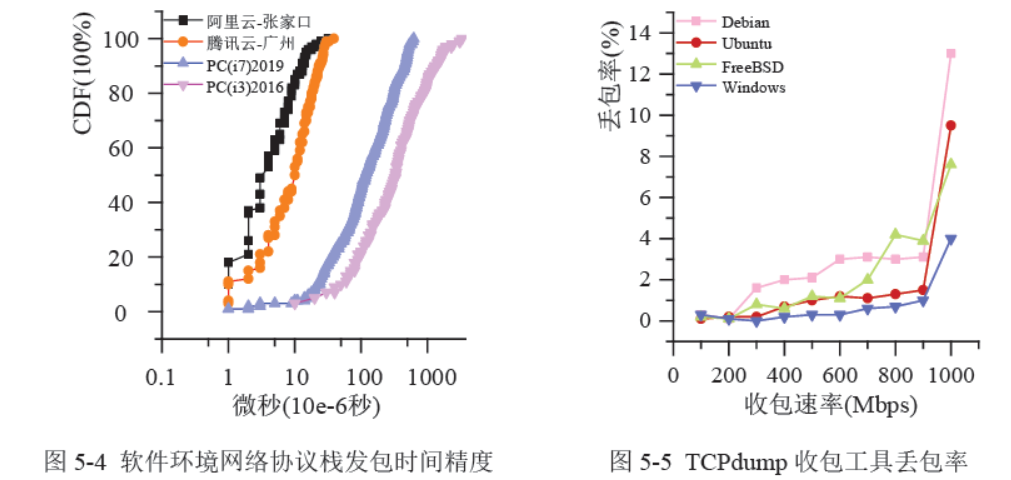 CDF(100%)
100
80
60
40
20
0
阿里云-张家口
腾讯云-广州
PC(i7)2019
PC(i3)2016
0.1 1 10 100 1000
微秒(10e-6秒)
图 5-4 软件环境网络协议栈发包时间精度
丢包率(%)
14
12
10
8
6
4
2
0
Debian
Ubuntu
FreeBSD
Windows
0 200 400 600 800 1000
收包速率(Mbps)
图 5-5 TCPdump 收包工具丢包率